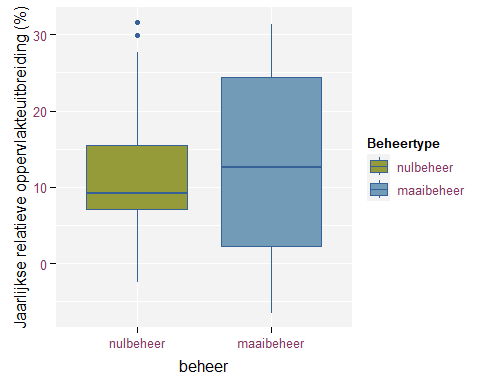 Jaarlijkse relatieve oppervlakteuitbreiding (%)
30
20
10
0
nulbeheer
maaibeheer
beheer
Beheertype
nulbeheer
maaibeheer